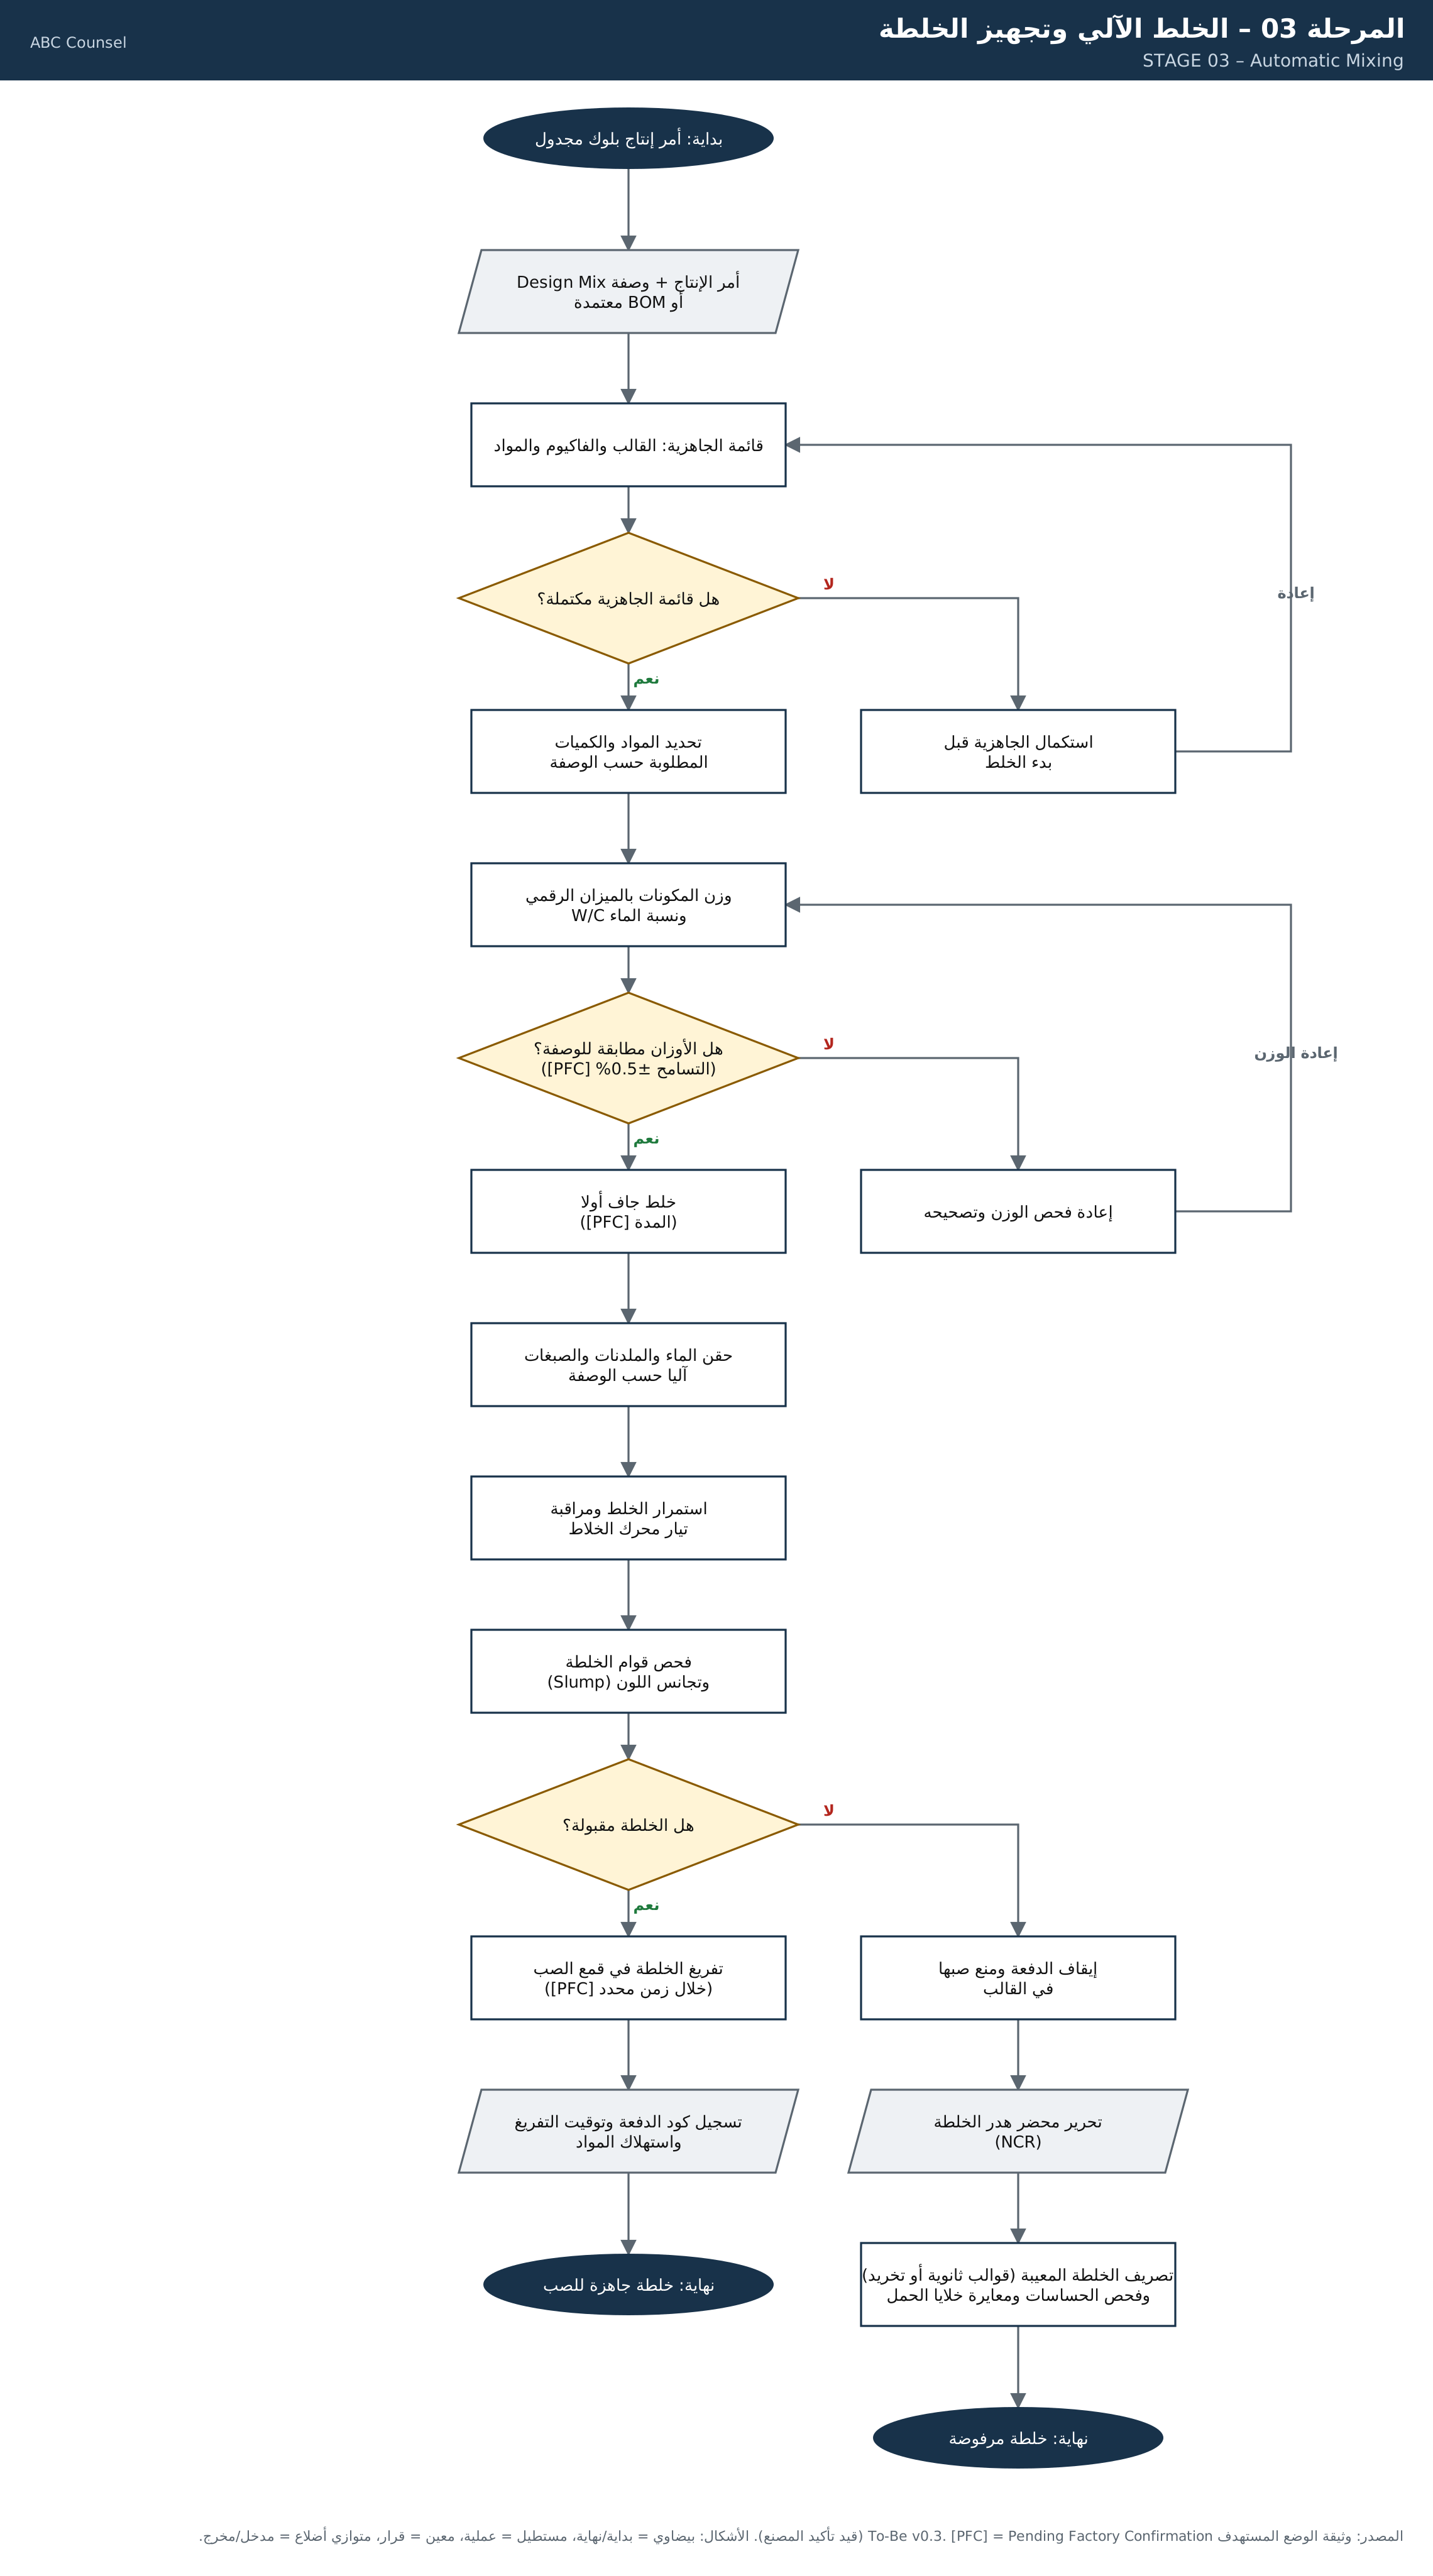 المرحلة 03 – الخلط الآلي وتجهيز الخلطة
STAGE 03 – Automatic Mixing
ABC Counsel
بداية: أمر إنتاج بلوك مجدول
أمر الإنتاج + وصفة Design Mix
أو BOM معتمدة
قائمة الجاهزية: القالب والفاكيوم والمواد
هل قائمة الجاهزية مكتملة؟
لا
إعادة
نعم
تحديد المواد والكميات
المطلوبة حسب الوصفة
استكمال الجاهزية قبل
بدء الخلط
وزن المكونات بالميزان الرقمي
ونسبة الماء W/C
هل الأوزان مطابقة للوصفة؟
(التسامح ±0.5% [PFC])
لا
إعادة الوزن
نعم
خلط جاف أولا
(المدة [PFC])
إعادة فحص الوزن وتصحيحه
حقن الماء والملدنات والصبغات
آليا حسب الوصفة
استمرار الخلط ومراقبة
تيار محرك الخلاط
فحص قوام الخلطة
وتجانس اللون (Slump)
هل الخلطة مقبولة؟
لا
نعم
تفريغ الخلطة في قمع الصب
(خلال زمن محدد [PFC])
إيقاف الدفعة ومنع صبها
في القالب
تسجيل كود الدفعة وتوقيت التفريغ
واستهلاك المواد
تحرير محضر هدر الخلطة
(NCR)
نهاية: خلطة جاهزة للصب
تصريف الخلطة المعيبة (قوالب ثانوية أو تخريد)
وفحص الحساسات ومعايرة خلايا الحمل
نهاية: خلطة مرفوضة
المصدر: وثيقة الوضع المستهدف To-Be v0.3. [PFC] = Pending Factory Confirmation (قيد تأكيد المصنع). الأشكال: بيضاوي = بداية/نهاية، مستطيل = عملية، معين = قرار، متوازي أضلاع = مدخل/مخرج.